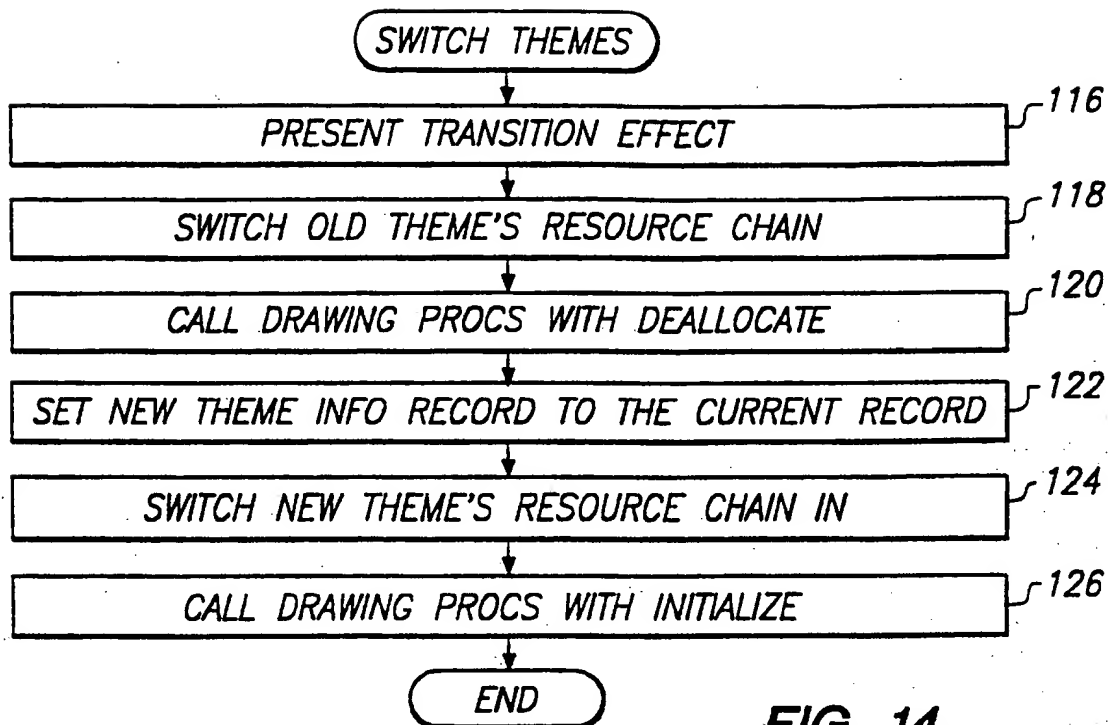 SWITCH THEMES
PRESENT TRANSITION EFFECT
116
SWITCH OLD THEME'S RESOURCE CHAIN
118
CALL DRAWING PROCS WITH DEALLOCATE
120
SET NEW THEME INFO RECORD TO THE CURRENT RECORD
122
SWITCH NEW THEME'S RESOURCE CHAIN IN
124
CALL DRAWING PROCS WITH INITIALIZE
126
END
FIG. 14